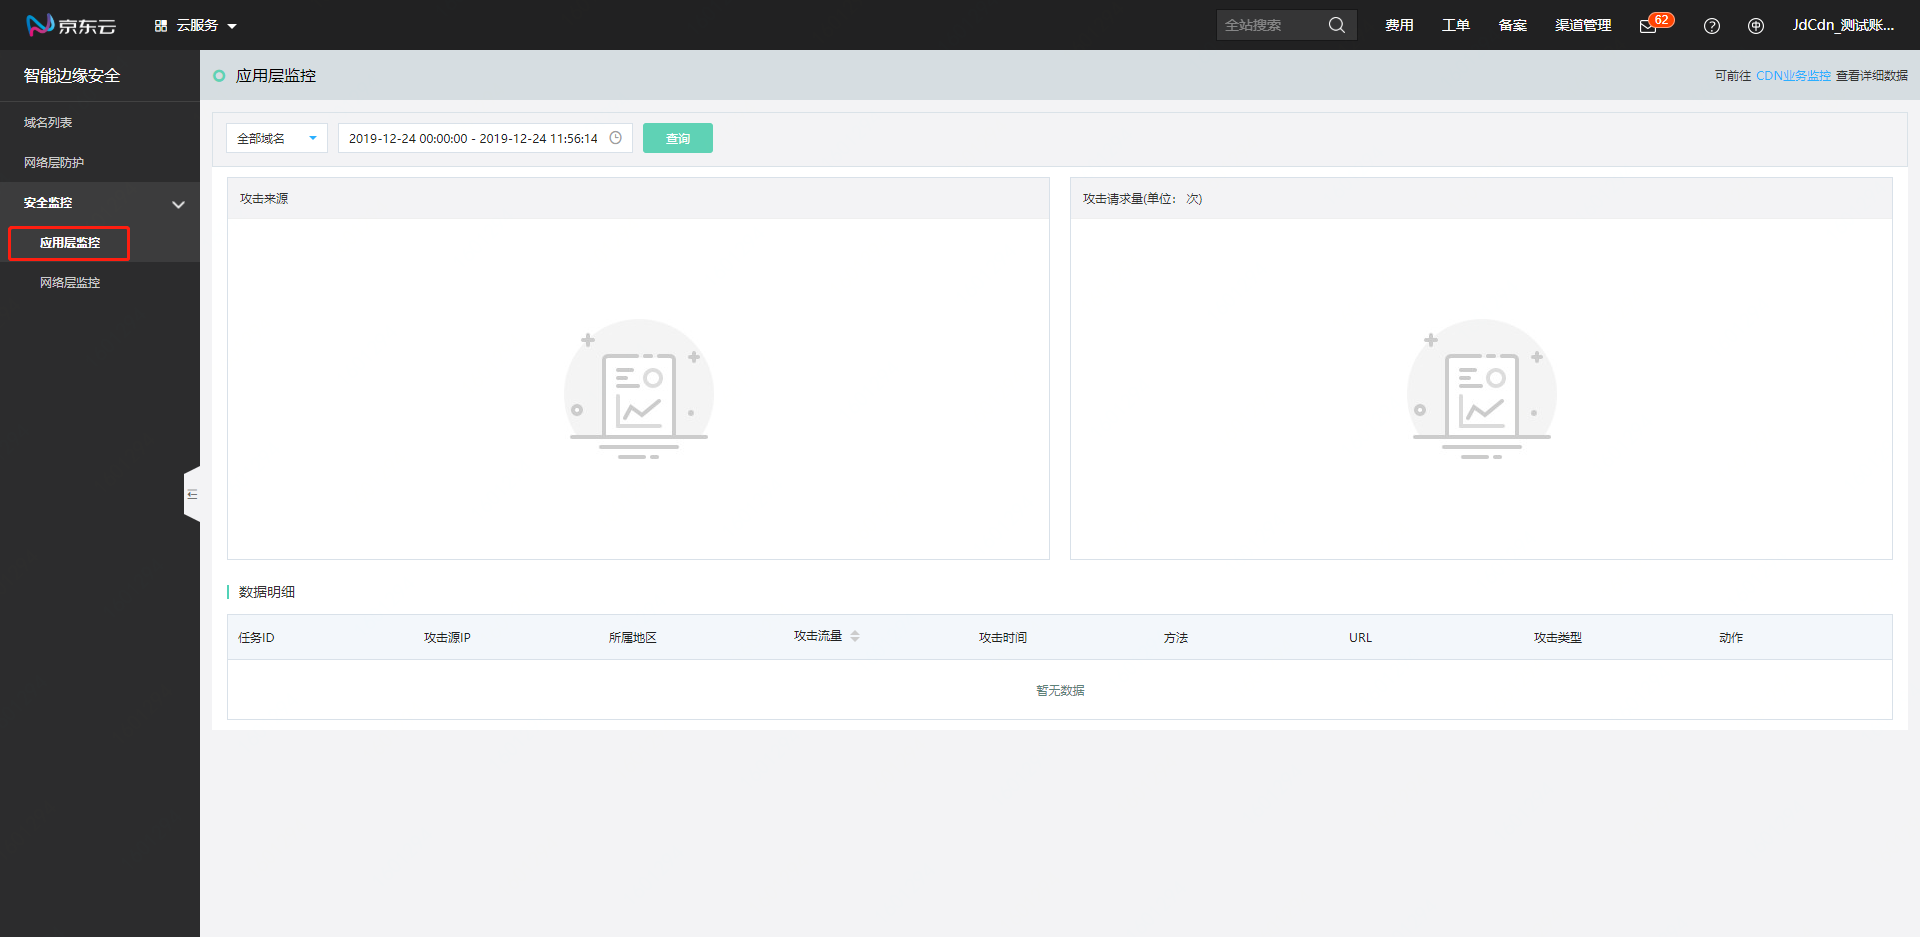 京东云
云服务
全站搜索
费用
工单
备案
渠道管理
62
JdCdn_测试账...
智能边缘安全
域名列表
网络层防护
安全监控
应用层监控
网络层监控
应用层监控
可前往 CDN业务监控 查看详细数据
全部域名
2019-12-24 00:00:00 - 2019-12-24 11:56:14
查询
攻击来源
攻击请求量(单位： 次)
数据明细
任务ID
攻击源IP
所属地区
攻击流量
攻击时间
方法
URL
攻击类型
动作
暂无数据